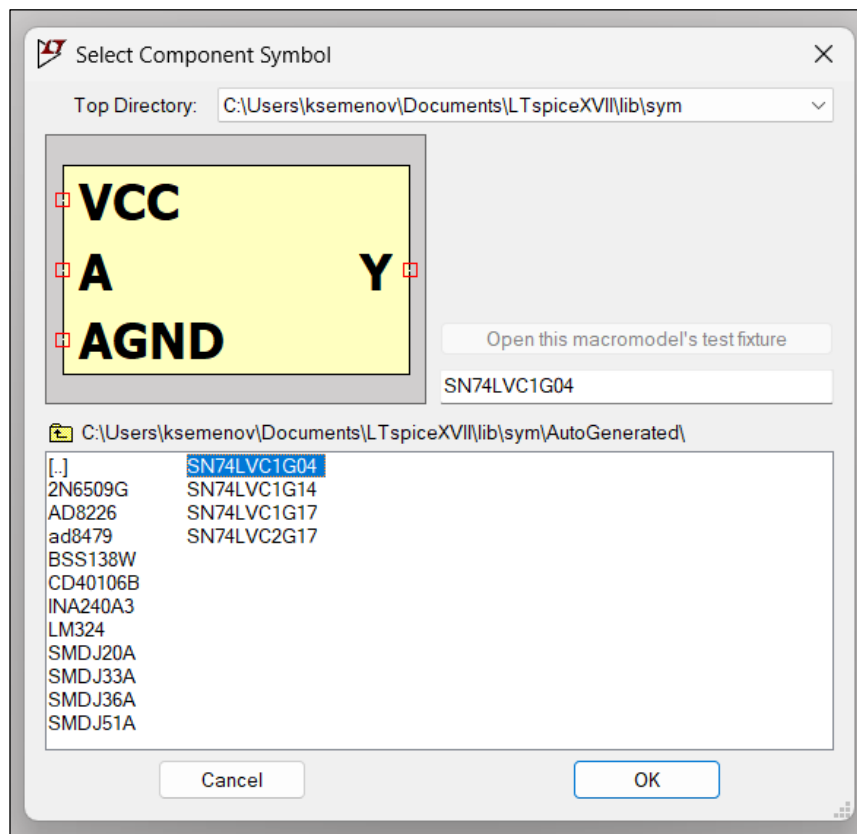 Select Component Symbol
Top Directory: C:\Users\ksemenov\Documents\LTspiceXVII\lib\sym
VCC
A Y
AGND
Open this macromodel's test fixture
SN74LVC1G04
C:\Users\ksemenov\Documents\LTspiceXVII\lib\sym\AutoGenerated\
[..] SN74LVC1G04
2N6509G SN74LVC1G14
AD8226 SN74LVC1G17
ad8479 SN74LVC2G17
BSS138W
CD40106B
INA240A3
LM324
SMDJ20A
SMDJ33A
SMDJ36A
SMDJ51A
Cancel OK